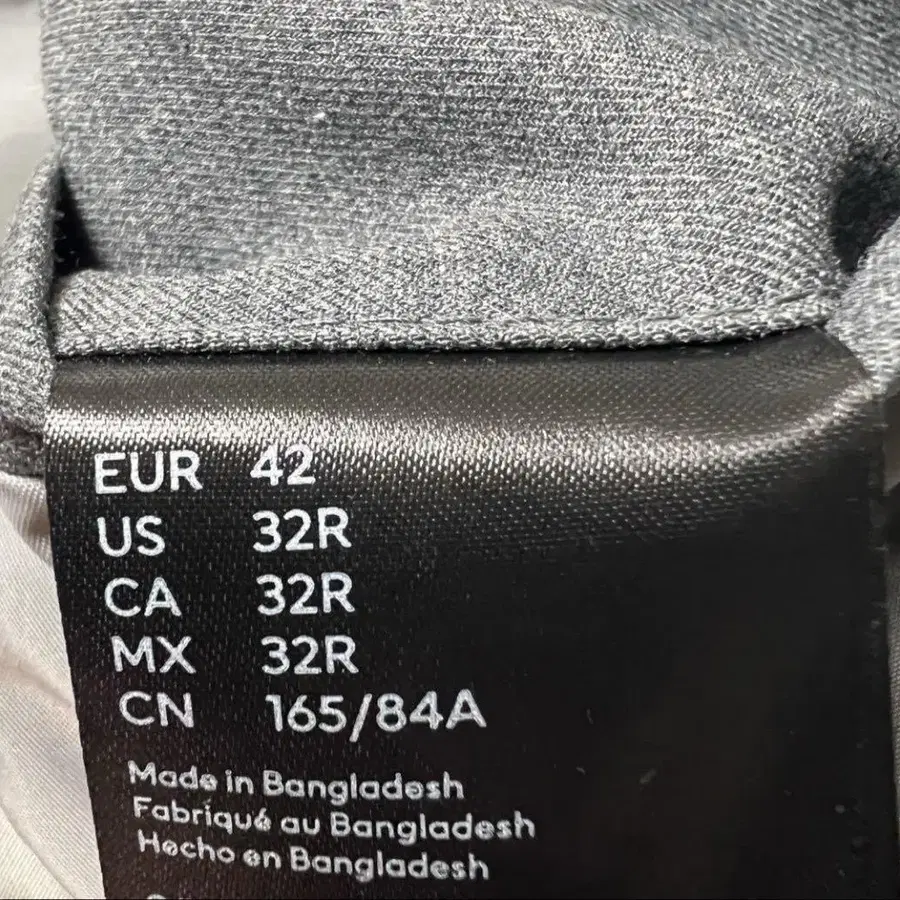 EUR 42
US 32R
CA 32R
MX 32R
CN 165/84A
Made in Bangladesh
Fabriqué au Bangladesh
Hecho en Bangladesh